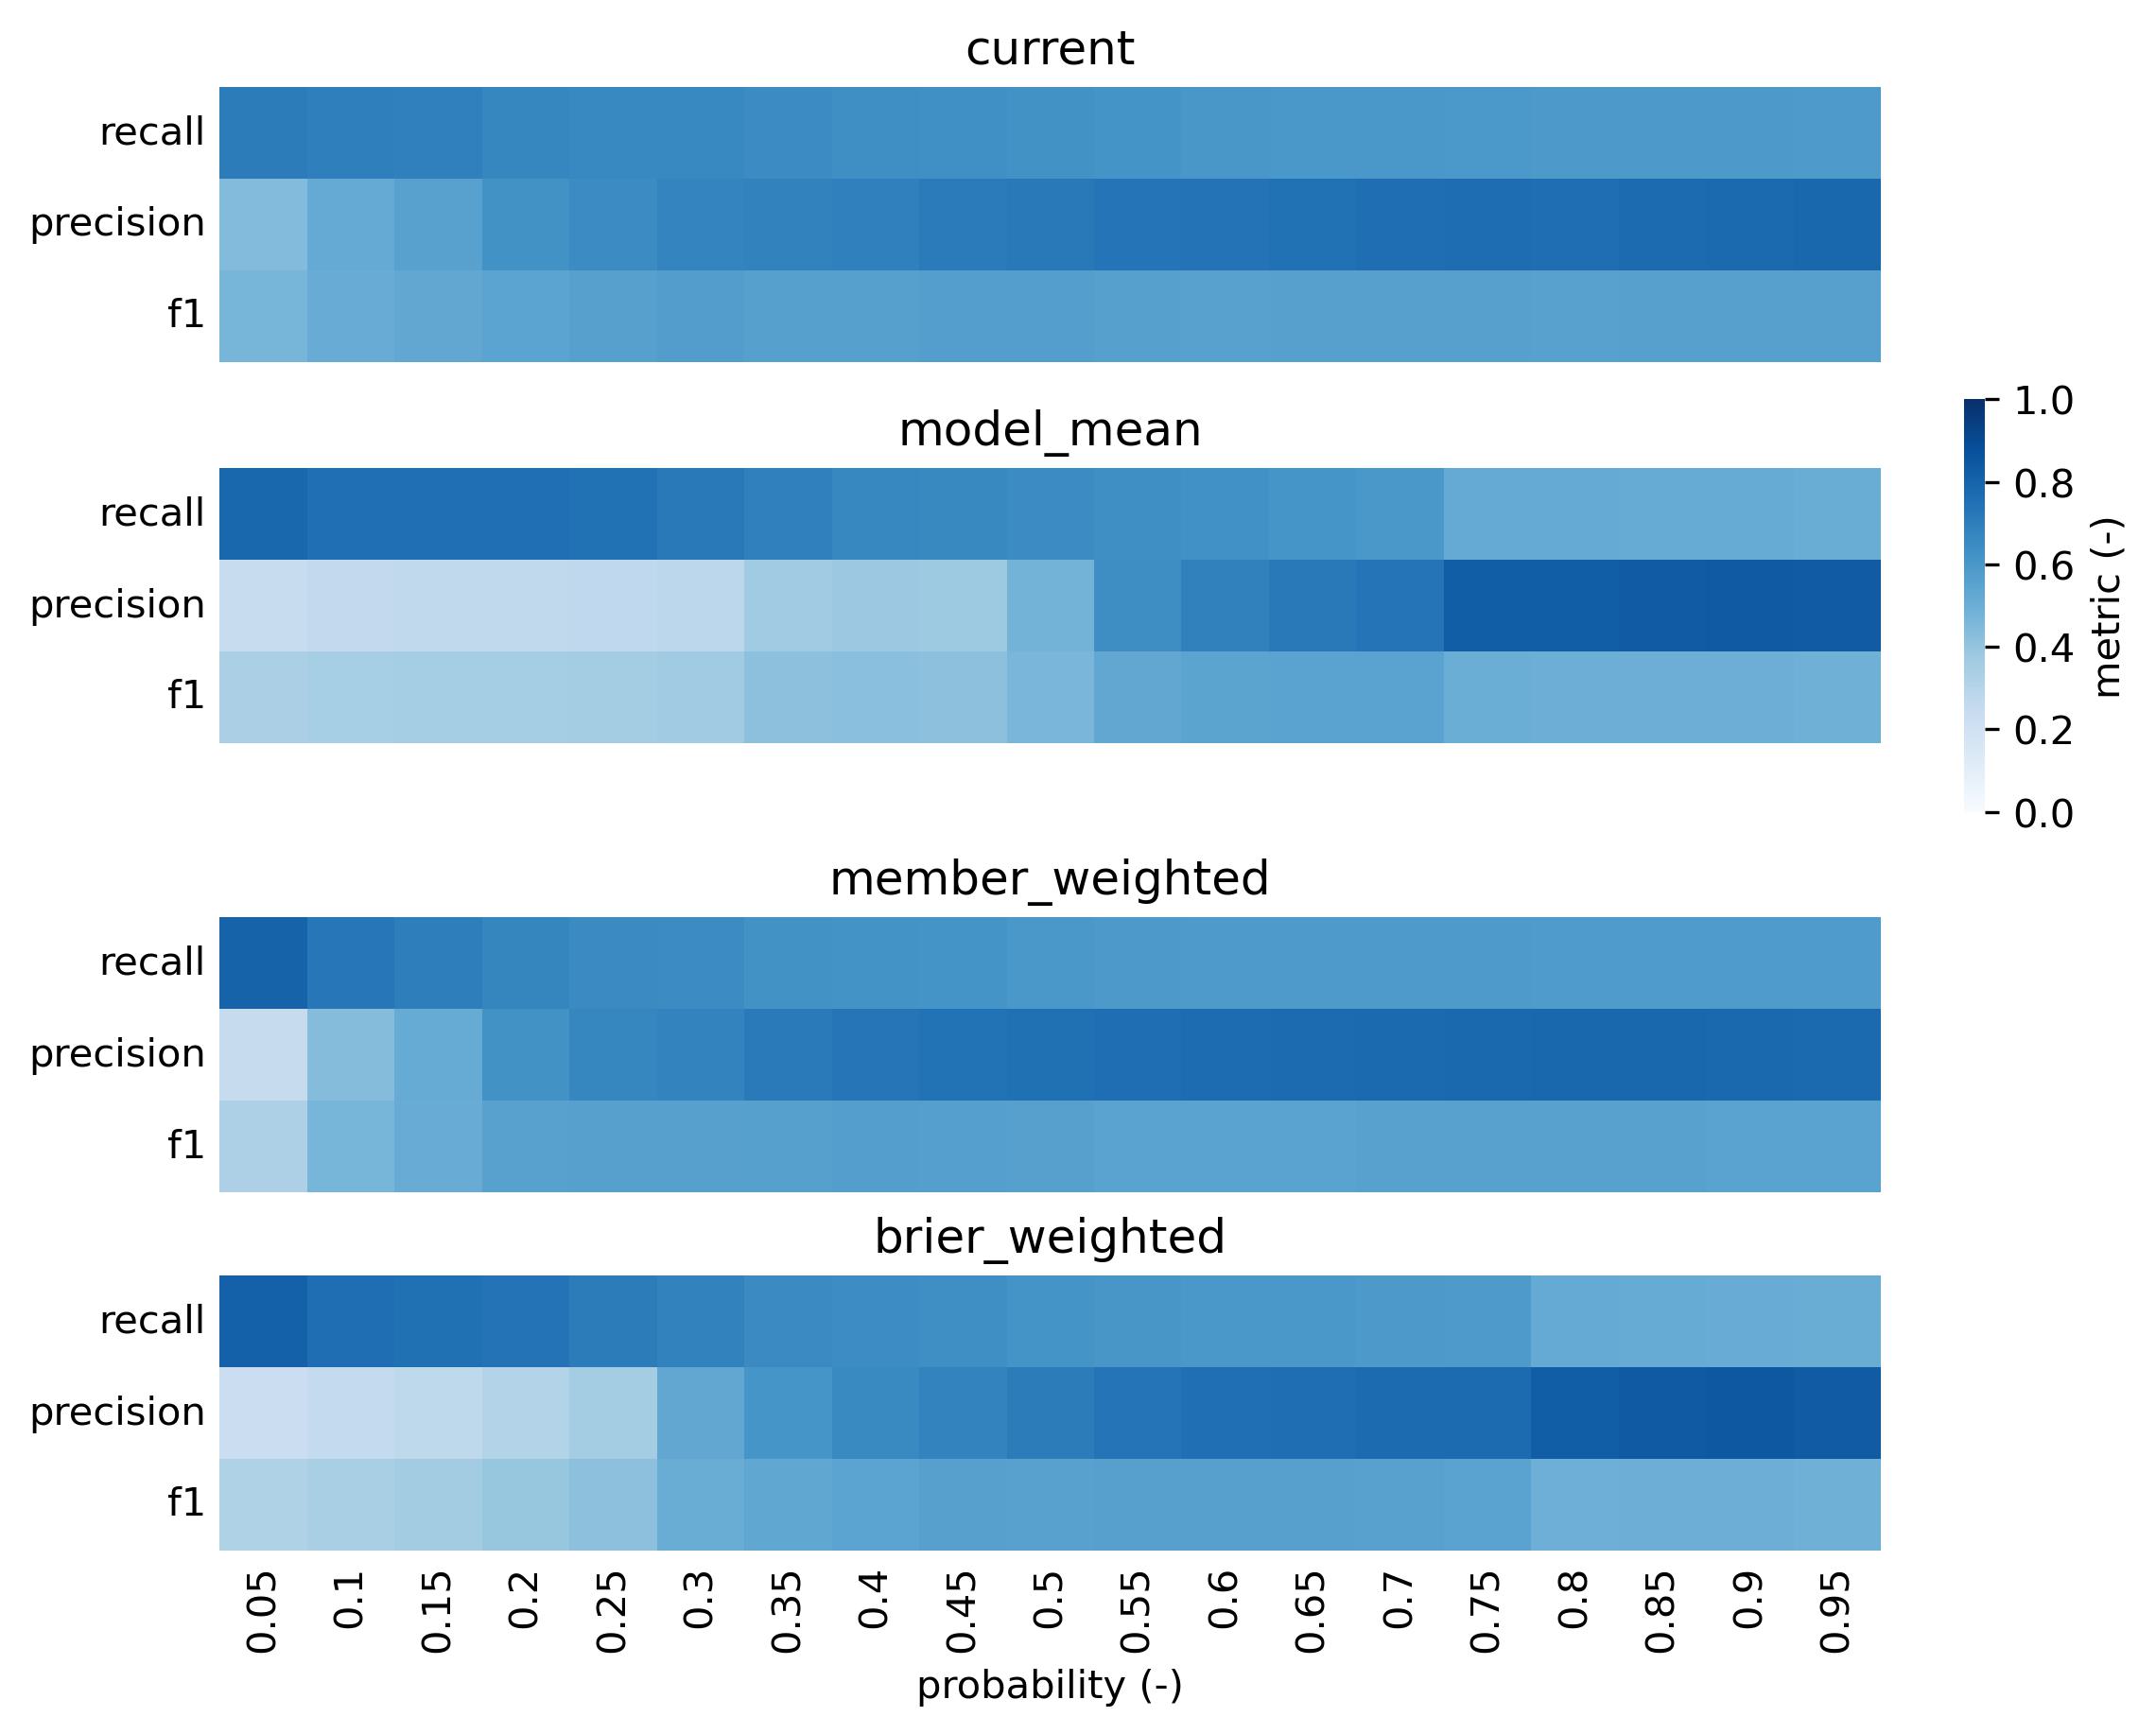 current
recall
precision
f1
model_mean
recall
precision
f1
1.0
0.8
0.6
0.4
0.2
0.0
metric (-)
member_weighted
recall
precision
f1
brier_weighted
recall
precision
f1
0.05 0.1 0.15 0.2 0.25 0.3 0.35 0.4 0.45 0.5 0.55 0.6 0.65 0.7 0.75 0.8 0.85 0.9 0.95
probability (-)